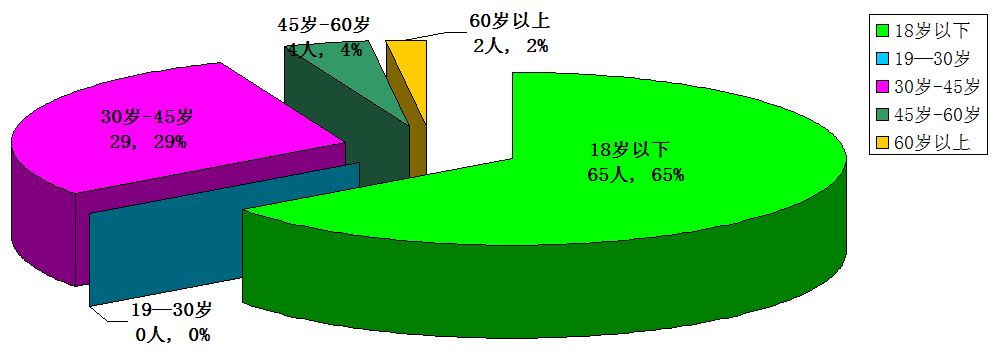 45岁-60岁
4人, 4%
60岁以上
2人, 2%
30岁-45岁
29, 29%
18岁以下
65人, 65%
19—30岁
0人, 0%
18岁以下
19—30岁
30岁-45岁
45岁-60岁
60岁以上